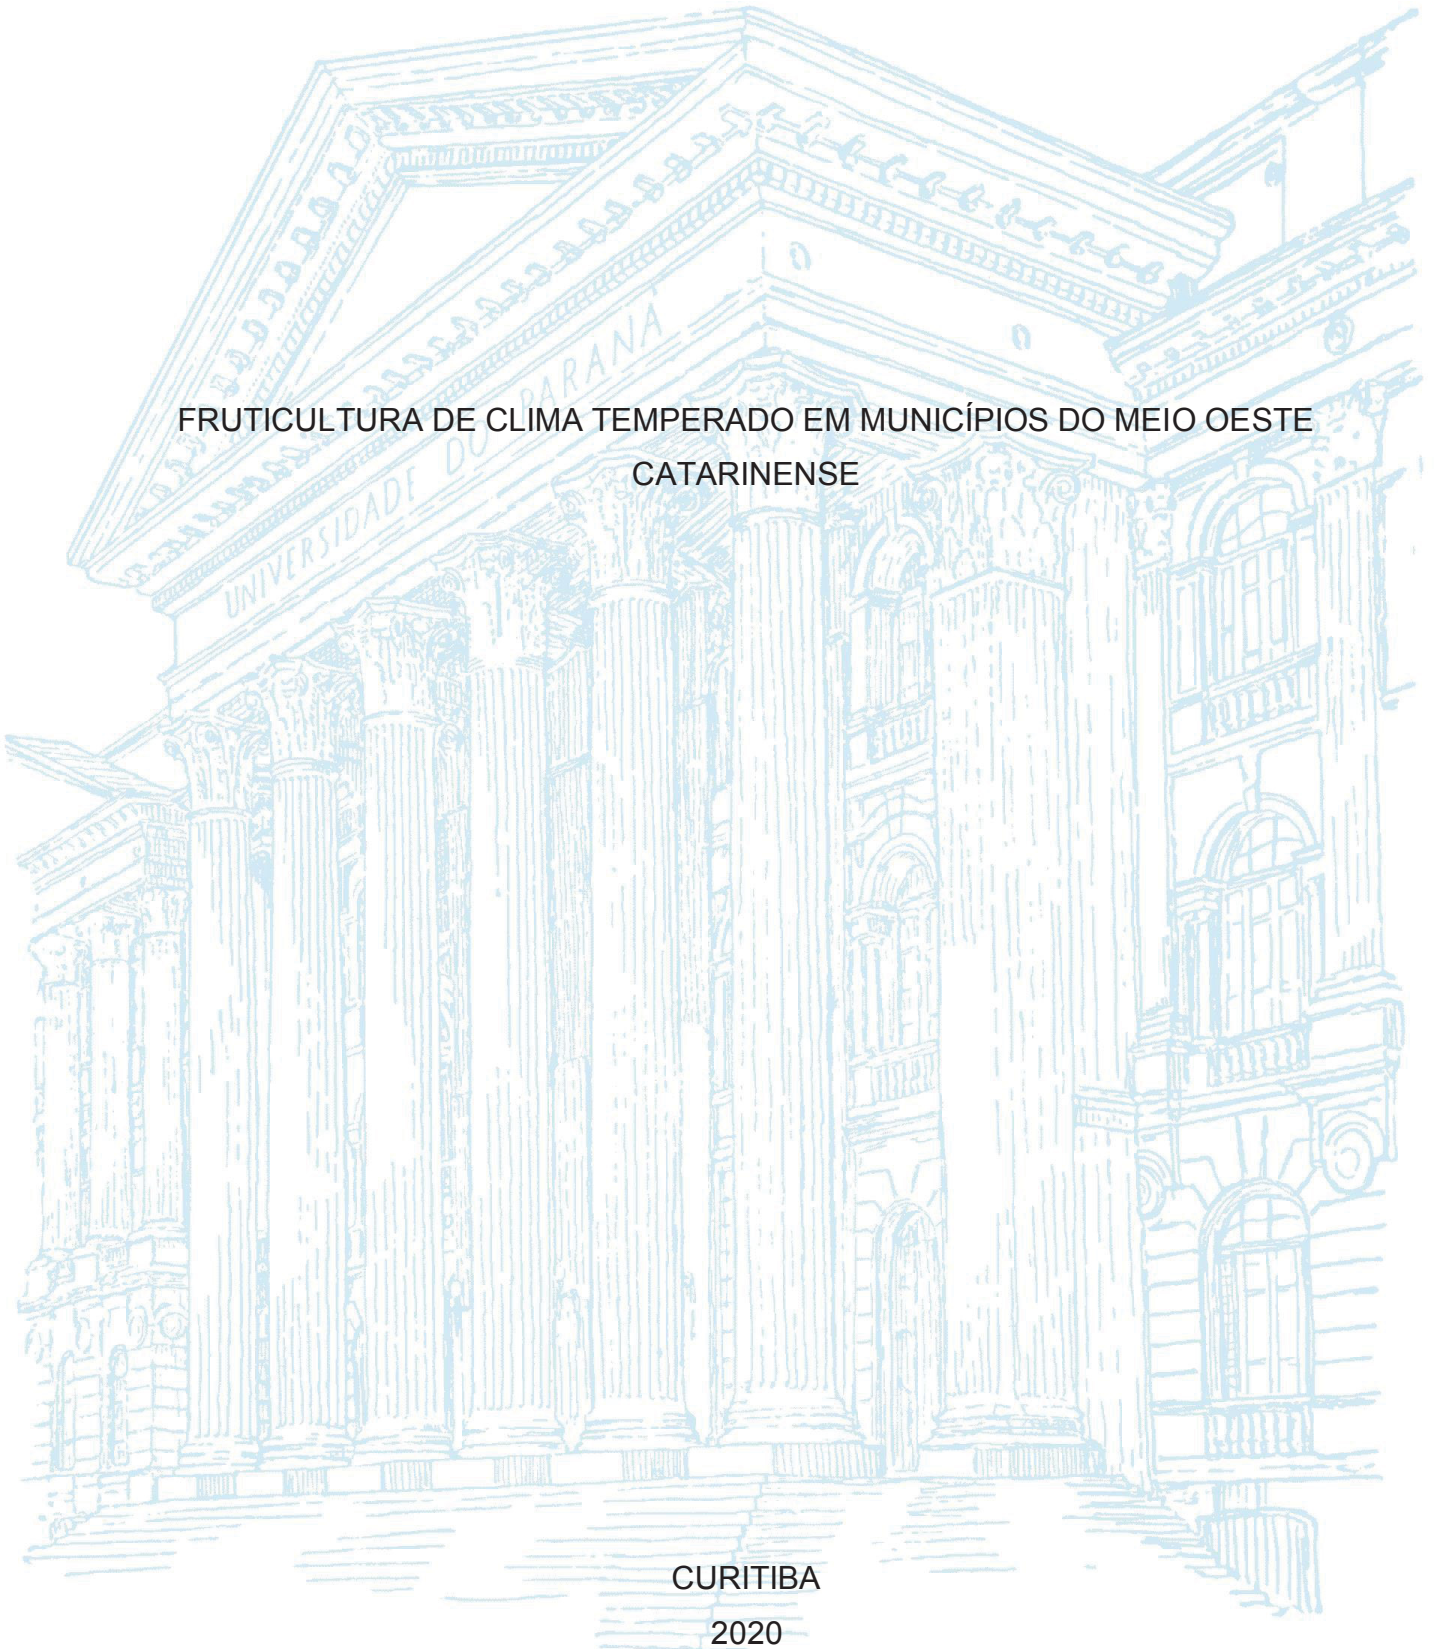 UNIVERSIDADE DO PARANÁ
FRUTICULTURA DE CLIMA TEMPERADO EM MUNICÍPIOS DO MEIO OESTE
CATARINENSE
CURITIBA
2020